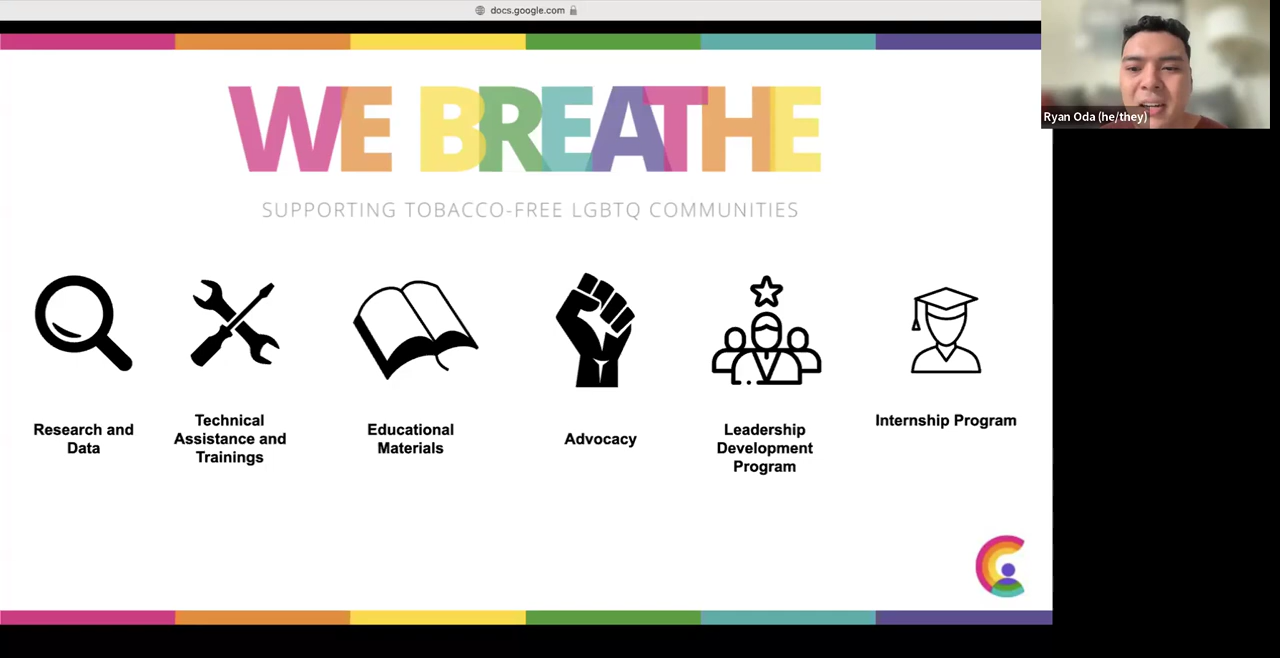 docs.google.com
WE BREATHE
SUPPORTING TOBACCO-FREE LGBTQ COMMUNITIES
Research and
Data
Technical
Assistance and
Trainings
Educational
Materials
Advocacy
Leadership
Development
Program
Internship Program
Ryan Oda (he/they)